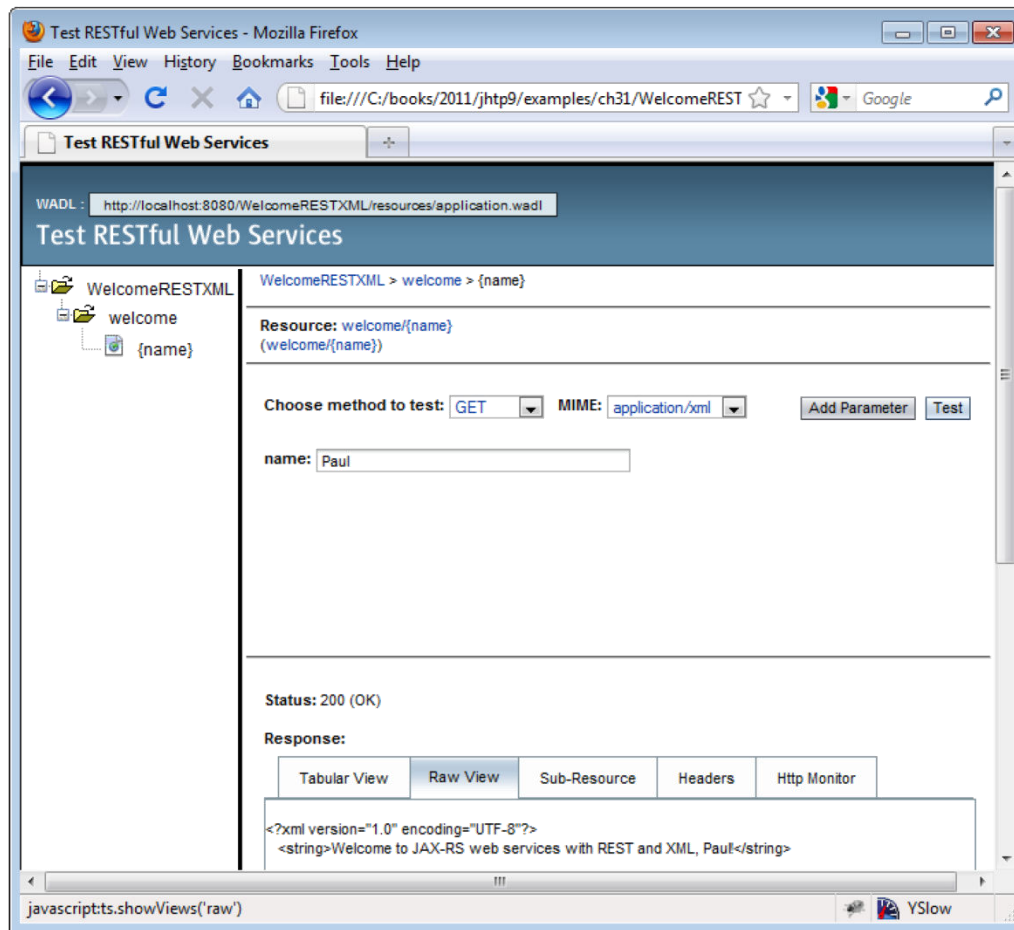 Test RESTful Web Services - Mozilla Firefox
File Edit View History Bookmarks Tools Help
file:///C:/books/2011/jhtp9/examples/ch31/WelcomeREST Google
Test RESTful Web Services
WADL : http://localhost:8080/WelcomeRESTXML/resources/application.wadl
Test RESTful Web Services
WelcomeRESTXML
welcome
{name}
WelcomeRESTXML > welcome > {name}
Resource: welcome/{name}
(welcome/{name})
Choose method to test: GET MIME: application/xml Add Parameter Test
name: Paul
Status: 200 (OK)
Response:
Tabular View Raw View Sub-Resource Headers Http Monitor
<?xml version="1.0" encoding="UTF-8"?>
<string>Welcome to JAX-RS web services with REST and XML, Paul!</string>
javascript:ts.showViews('raw') YSlow